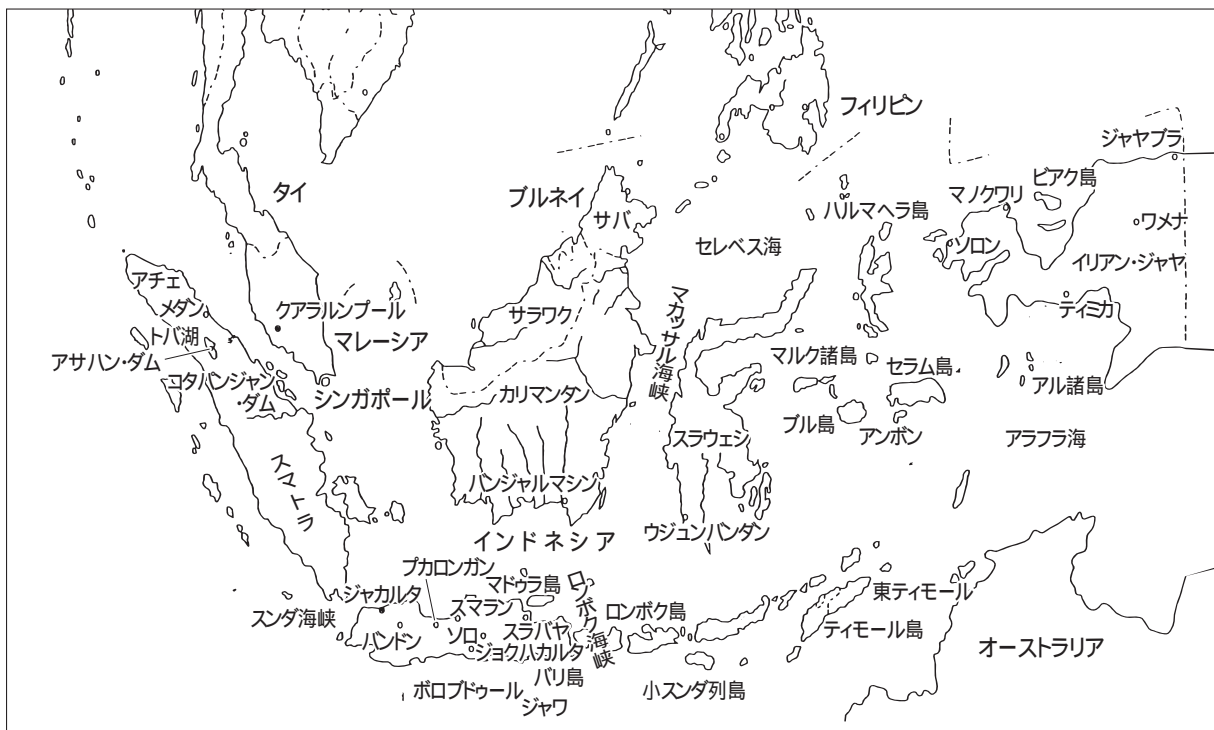 フィリピン
ジャヤプラ
タイ
ブルネイ
サバ
ハルマヘラ島
マノクワリ
ビアク島
ワメナ
セレベス海
ソロン
イリアン・ジャヤ
アチェ
メダン
トバ湖
アサハン・ダム
クアラルンプール
マレーシア
サラワク
マカッサル海峡
ティミカ
マルク諸島
セラム島
アル諸島
コタパンジャン
ダム
シンガポール
カリマンタン
ブル島
アンボン
アラフラ海
スラウェシ
スマトラ
バンジャルマシン
インドネシア
ウジュンパンダン
プカロンガン
マドゥラ島
ロンボク海峡
ジャカルタ
スマラン
ロンボク島
東ティモール
スンダ海峡
バンドン
ソロ
スラバヤ
ティモール島
ジョクジャカルタ
オーストラリア
ボロブドゥール
バリ島
小スンダ列島
ジャワ